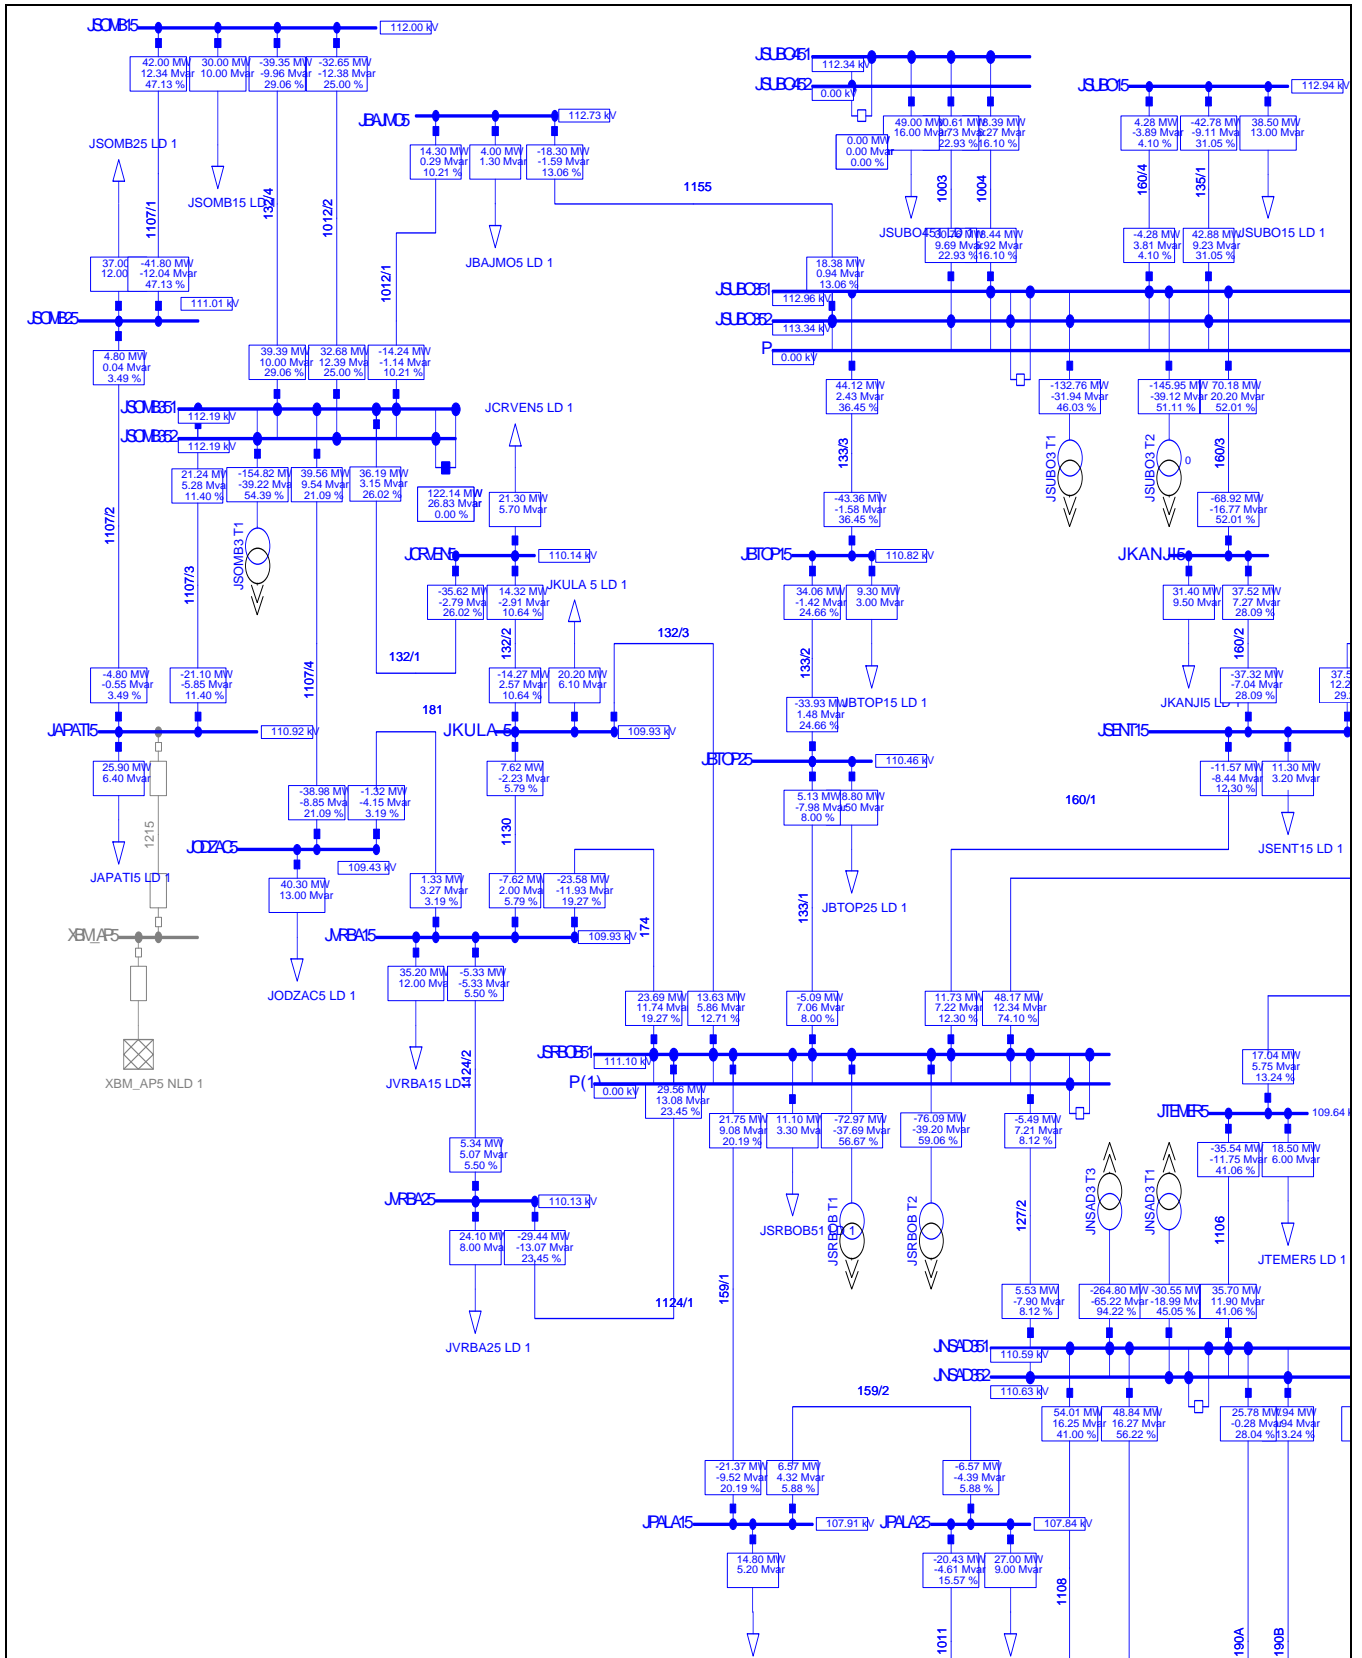 JSOMB15
112.00 kV
42.00 MW
12.34 Mvar
47.13 %
30.00 MW
10.00 Mvar
-39.35 MW
-9.96 Mvar
29.06 %
-32.65 MW
-12.38 Mvar
25.00 %
JSOMB25 LD 1
1107/1
132/4
1012/2
JBAJMO5
112.73 kV
14.30 MW
0.29 Mvar
10.21 %
4.00 MW
1.30 Mvar
-18.30 MW
-1.59 Mvar
13.06 %
1155
JBAJMO5 LD 1
1012/1
JSUBO451
112.34 kV
JSUBO452
0.00 kV
0.00 MW
0.00 Mvar
0.00 %
49.00 MW
16.00 Mvar
22.93 %
16.10 %
1003
1004
JSUBO15
112.94 kV
4.28 MW
-3.89 Mvar
4.10 %
-42.78 MW
-9.11 Mvar
31.05 %
38.50 MW
13.00 Mvar
160/4
135/1
JSUBO15 LD 1
9.69 Mvar
22.93 %
16.10 %
-4.28 MW
3.81 Mvar
4.10 %
42.88 MW
9.23 Mvar
31.05 %
37.00
12.00
-41.80 MW
-12.04 Mvar
47.13 %
111.01 kV
JSOMB25
4.80 MW
0.04 Mvar
3.49 %
39.39 MW
10.00 Mvar
29.06 %
32.68 MW
12.39 Mvar
25.00 %
-14.24 MW
-1.14 Mvar
10.21 %
18.38 MW
0.94 Mvar
13.06 %
JSUBO351
112.96 kV
JSUBO352
113.34 kV
P
0.00 kV
44.12 MW
2.43 Mvar
36.45 %
-132.76 MW
-31.94 Mvar
46.03 %
-145.95 MW
-39.12 Mvar
51.11 %
70.18 MW
20.20 Mvar
52.01 %
JSOMB351
112.19 kV
JSOMB352
112.19 kV
JCRVEN5 LD 1
21.24 MW
5.28 Mvar
11.40 %
-154.82 MW
-39.22 Mvar
54.39 %
39.56 MW
9.54 Mvar
21.09 %
36.19 MW
3.15 Mvar
26.02 %
122.14 MW
26.83 Mvar
0.00 %
21.30 MW
5.70 Mvar
1107/2
1107/3
JSOMB3 T1
133/3
JSUBO3 T1
JSUBO3 T2
0
160/3
-43.36 MW
-1.58 Mvar
36.45 %
-68.92 MW
-16.77 Mvar
52.01 %
JCRVEN5
110.14 kV
-35.62 MW
-2.79 Mvar
26.02 %
14.32 MW
-2.91 Mvar
10.64 %
JKULA 5 LD 1
JBTOP15
110.82 kV
34.06 MW
-1.42 Mvar
24.66 %
9.30 MW
3.00 Mvar
JKANJI5
31.40 MW
9.50 Mvar
37.52 MW
7.27 Mvar
28.09 %
132/1
132/2
132/3
133/2
160/2
1107/4
-4.80 MW
-0.55 Mvar
3.49 %
-21.10 MW
-5.85 Mvar
11.40 %
-14.27 MW
2.57 Mvar
10.64 %
20.20 MW
6.10 Mvar
-33.93 MW
1.48 Mvar
24.66 %
JBTOP15 LD 1
-37.32 MW
-7.04 Mvar
28.09 %
JKANJI5 LD 1
181
JAPATI5
110.92 kV
JKULA 5
109.93 kV
JSENT15
25.90 MW
6.40 Mvar
7.62 MW
-2.23 Mvar
5.79 %
JBTOP25
110.46 kV
5.13 MW
-7.98 Mvar
8.00 %
8.80 MW
-11.57 MW
-8.44 Mvar
12.30 %
11.30 MW
3.20 Mvar
160/1
1215
-38.98 MW
-8.85 Mvar
21.09 %
-1.32 MW
-4.15 Mvar
3.19 %
1130
JODZAC5
109.43 kV
JSENT15 LD 1
JAPATI5 LD 1
40.30 MW
13.00 Mvar
1.33 MW
3.27 Mvar
3.19 %
-7.62 MW
2.00 Mvar
5.79 %
-23.58 MW
-11.93 Mvar
19.27 %
174
133/1
JBTOP25 LD 1
XBM_AP5
JVRBA15
109.93 kV
35.20 MW
12.00 Mvar
-5.33 MW
-5.33 Mvar
5.50 %
JODZAC5 LD 1
23.69 MW
11.74 Mvar
19.27 %
13.63 MW
5.86 Mvar
12.71 %
-5.09 MW
7.06 Mvar
8.00 %
11.73 MW
7.22 Mvar
12.30 %
48.17 MW
12.34 Mvar
74.10 %
XBM_AP5 NLD 1
JVRBA15 LD 1
1124/2
JSRBOB51
111.10 kV
P(1)
0.00 kV
29.56 MW
13.08 Mvar
23.45 %
21.75 MW
9.08 Mvar
20.19 %
11.10 MW
3.30 Mvar
-72.97 MW
-37.69 Mvar
56.67 %
-76.09 MW
-39.20 Mvar
59.06 %
-5.49 MW
7.21 Mvar
8.12 %
17.04 MW
5.75 Mvar
13.24 %
JTEMER5
109.64
-35.54 MW
-11.75 Mvar
41.06 %
18.50 MW
6.00 Mvar
5.34 MW
5.07 Mvar
5.50 %
JVRBA25
110.13 kV
24.10 MW
8.00 Mvar
-29.44 MW
-13.07 Mvar
23.45 %
JSRBOB51 LD 1
JSRBOB T1
JSRBOB T2
127/2
JNSAD3 T3
JNSAD3 T1
1106
JTEMER5 LD 1
1124/1
159/1
JVRBA25 LD 1
5.53 MW
-7.90 Mvar
8.12 %
-264.80 MW
-65.22 Mvar
94.22 %
-30.55 MW
-18.99 Mvar
45.05 %
35.70 MW
11.90 Mvar
41.06 %
JNSAD351
110.59 kV
JNSAD352
110.63 kV
159/2
54.01 MW
16.25 Mvar
41.00 %
48.84 MW
16.27 Mvar
56.22 %
25.78 MW
-0.28 Mvar
28.04 %
13.24 %
-21.37 MW
-9.52 Mvar
20.19 %
6.57 MW
4.32 Mvar
5.88 %
-6.57 MW
-4.39 Mvar
5.88 %
JPALA15
107.91 kV
JPALA25
107.84 kV
14.80 MW
5.20 Mvar
-20.43 MW
-4.61 Mvar
15.57 %
27.00 MW
9.00 Mvar
1011
1108
190A
190B